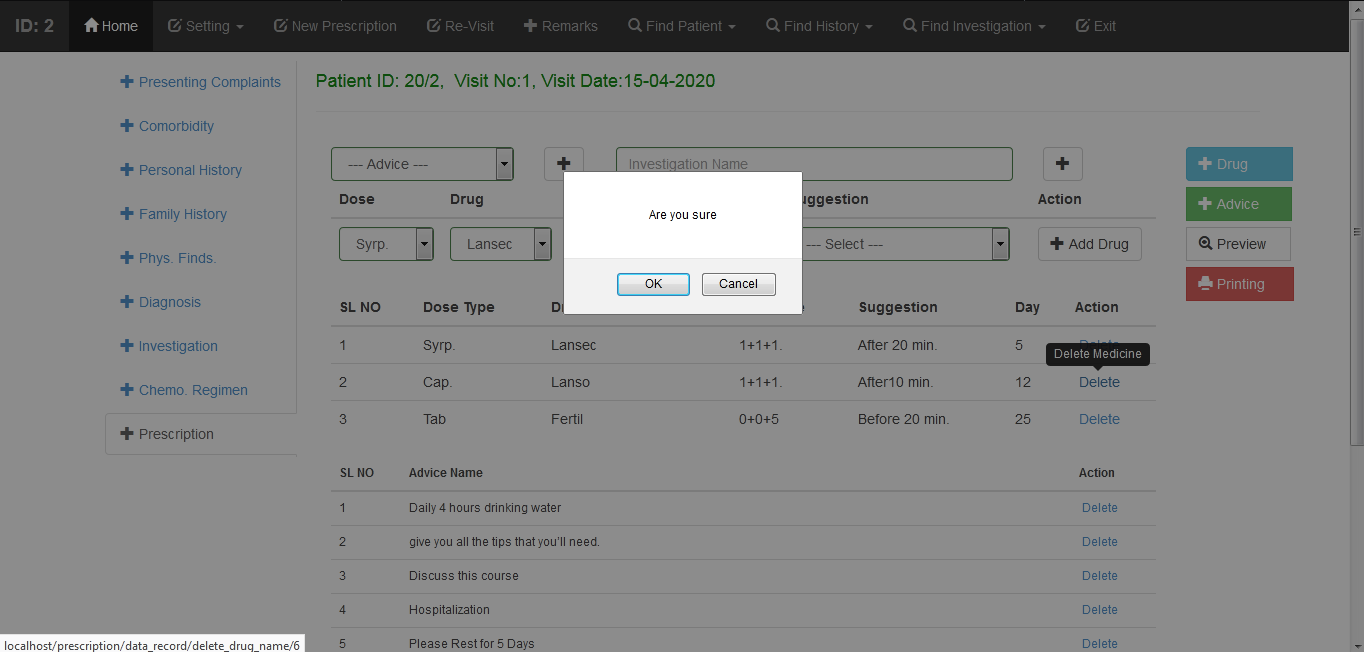 ID: 2 Home Setting New Prescription Re-Visit Remarks Find Patient Find History Find Investigation Exit
Presenting Complaints
Comorbidity
Personal History
Family History
Phys. Finds.
Diagnosis
Investigation
Chemo. Regimen
Prescription
Patient ID: 20/2, Visit No:1, Visit Date:15-04-2020
--- Advice --- Investigation Name
Dose Drug uggestion Action
Syrp. Lansec --- Select --- Add Drug
Are you sure
OK Cancel
Drug
Advice
Preview
Printing
SL NO Dose Type D e Suggestion Day Action
1 Syrp. Lansec 1+1+1. After 20 min. 5 Delete
Delete Medicine
2 Cap. Lanso 1+1+1. After10 min. 12 Delete
3 Tab Fertil 0+0+5 Before 20 min. 25 Delete
SL NO Advice Name Action
1 Daily 4 hours drinking water Delete
2 give you all the tips that you'll need. Delete
3 Discuss this course Delete
4 Hospitalization Delete
5 Please Rest for 5 Days Delete
localhost/prescription/data_record/delete_drug_name/6